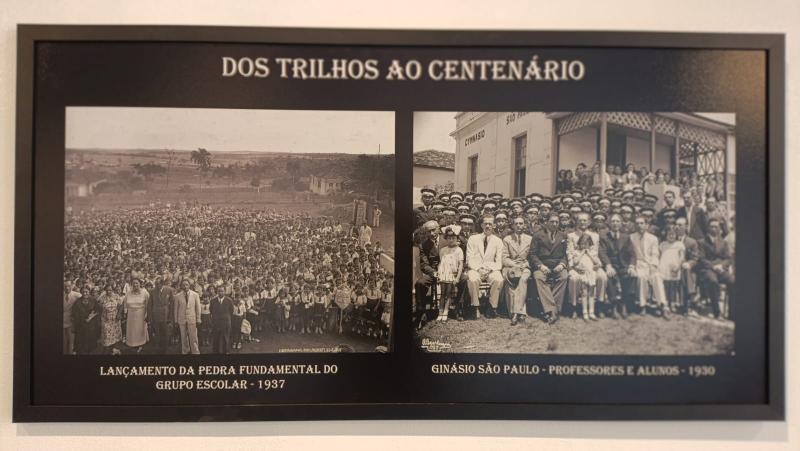 DOS TRILHOS AO CENTENÁRIO
GYMNASIO
SÃO
LANÇAMENTO DA PEDRA FUNDAMENTAL DO
GRUPO ESCOLAR - 1937
GINÁSIO SÃO PAULO - PROFESSORES E ALUNOS - 1930